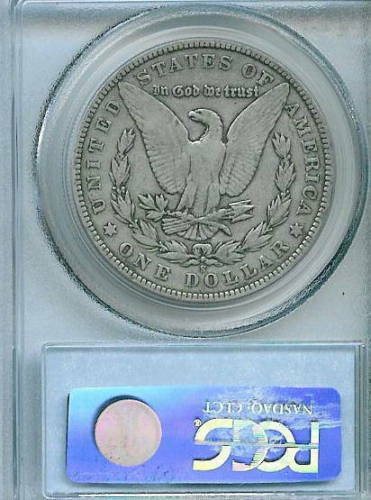 UNITED STATES OF AMERICA
In God we trust
ONE DOLLAR
S
PCGS
®
NASDAQ: CLCT